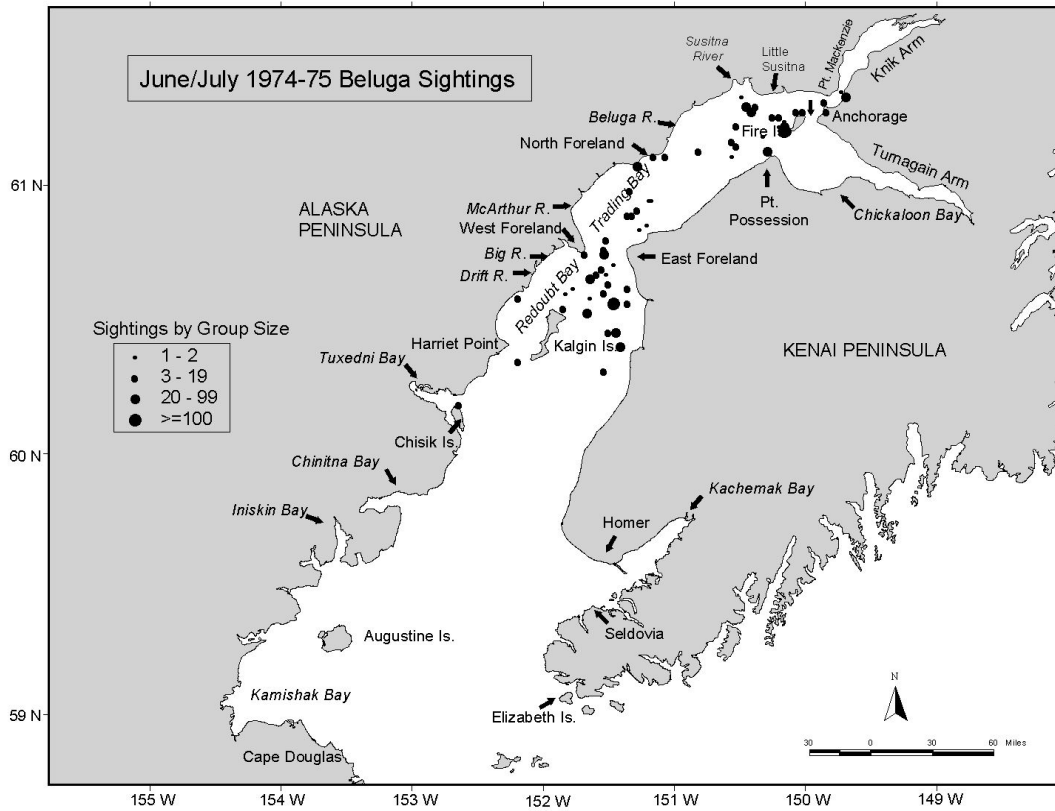 June/July 1974-75 Beluga Sightings
Susitna
River
Little
Susitna
Pt. Mackenzie
Knik Arm
Beluga R.
Fire I
Anchorage
North Foreland
Turnagain Arm
61 N
Trading Bay
ALASKA
PENINSULA
McArthur R.
West Foreland
Pt.
Possession
Chickaloon Bay
Big R.
East Foreland
Drift R.
Redoubt Bay
Sightings by Group Size
1 - 2
3 - 19
20 - 99
>=100
Harriet Point
Kalgin Is.
KENAI PENINSULA
Tuxedni Bay
Chisik Is.
60 N
Chinitna Bay
Kachemak Bay
Iniskin Bay
Homer
Augustine Is.
Seldovia
Kamishak Bay
N
59 N
Elizabeth Is.
Cape Douglas
30 0 30 60 Miles
155 W 154 W 153 W 152 W 151 W 150 W 149 W